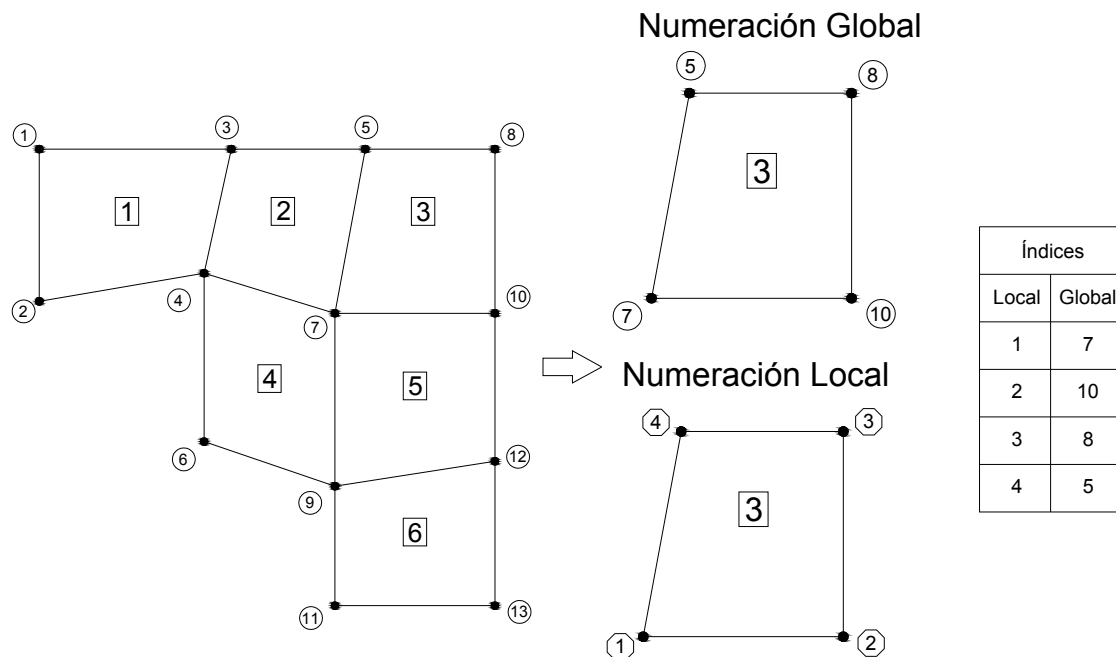 Numeración Global
5 8
3
7 10
1 3 5 8
1 2 3
2 4 7 10
4 5
6 9 12
6
11 13
Numeración Local
4 3
3
1 2
Índices
Local Global
1 7
2 10
3 8
4 5